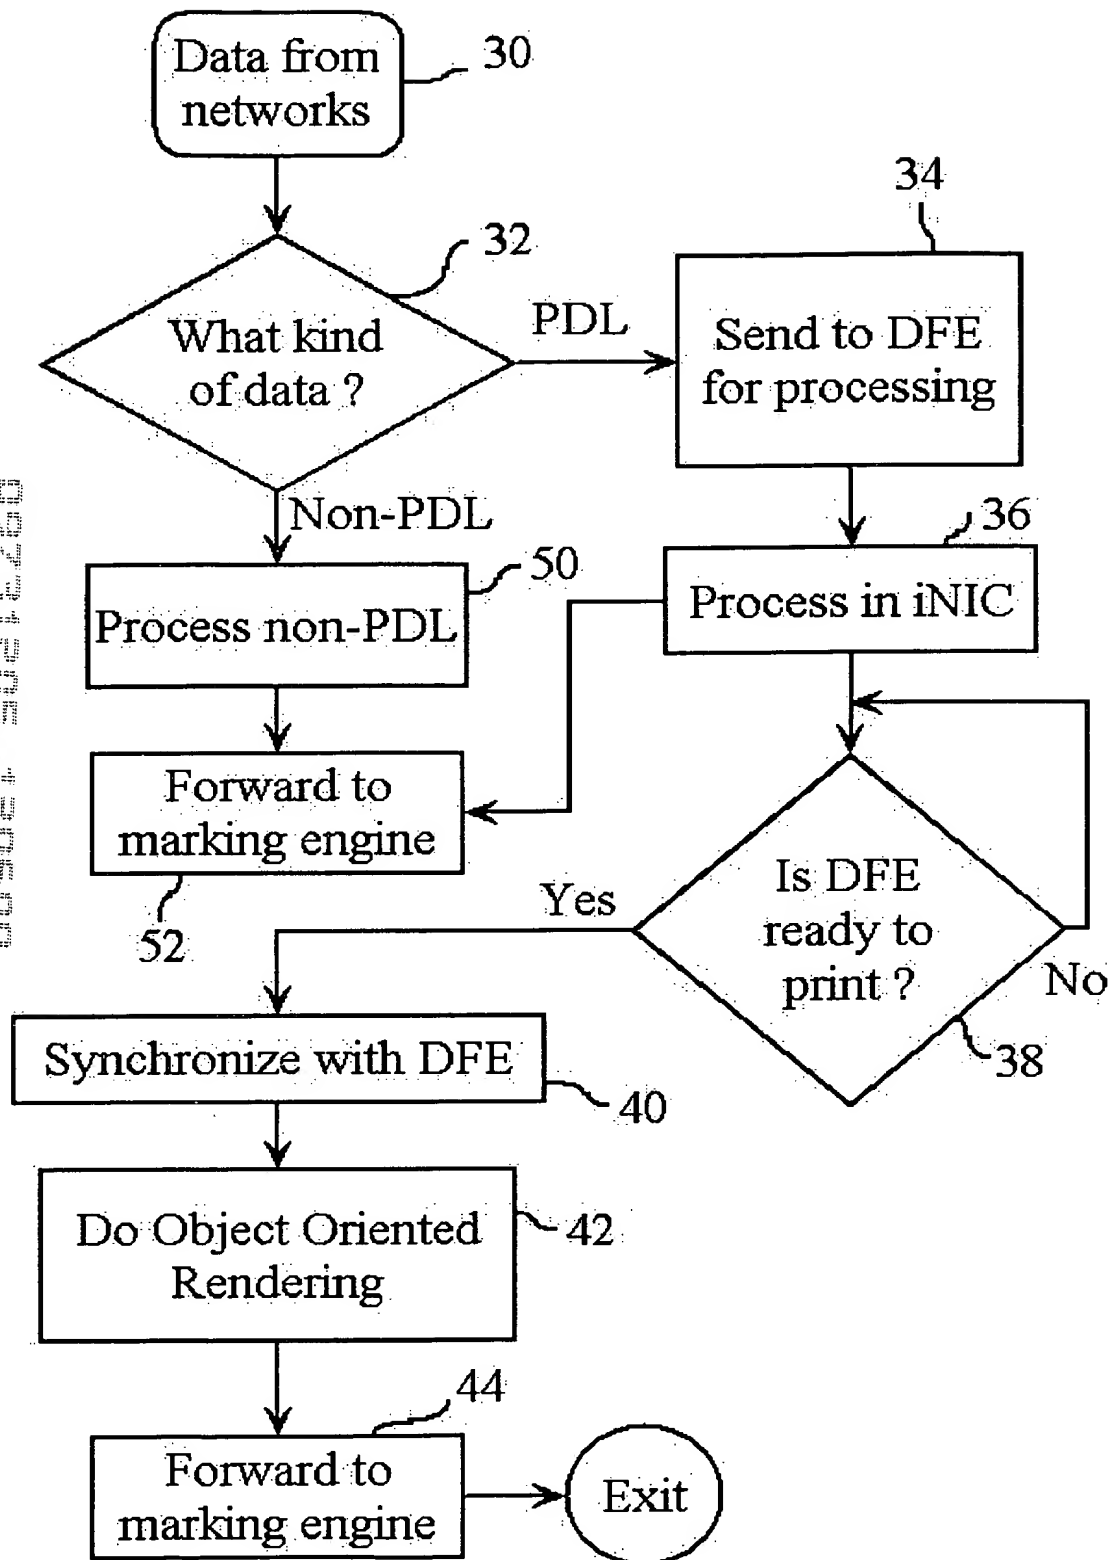 Data from
networks
30
34
32
What kind
of data ?
PDL
Send to DFE
for processing
Non-PDL
36
50
Process non-PDL
Process in iNIC
Forward to
marking engine
52
Is DFE
ready to
print ?
Yes
No
38
Synchronize with DFE
40
Do Object Oriented
Rendering
42
44
Forward to
marking engine
Exit